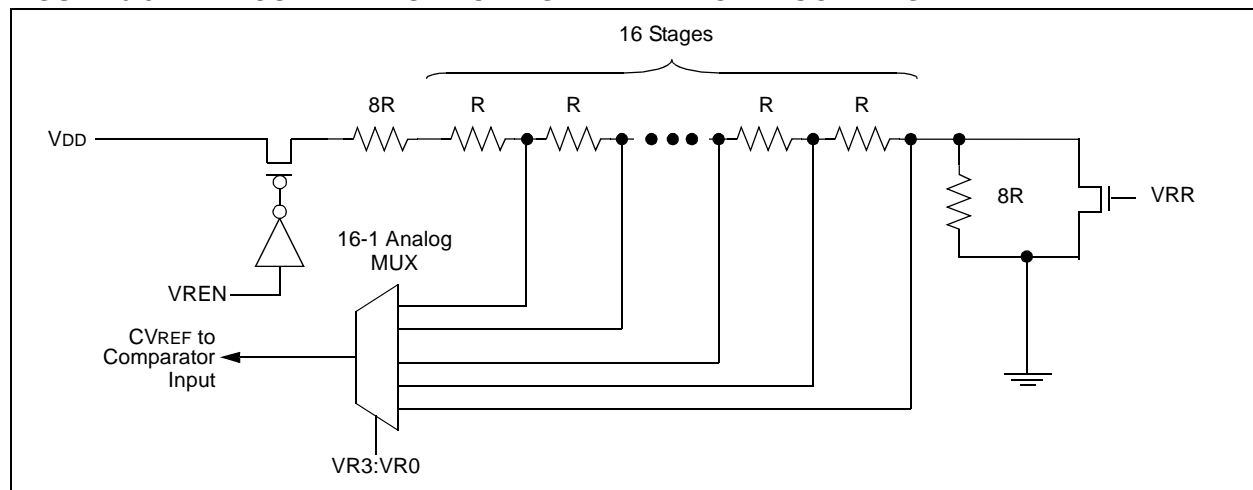 16 Stages
8R R R R R
VDD
8R
VRR
16-1 Analog
MUX
VREN
CVREF to
Comparator
Input
VR3:VR0